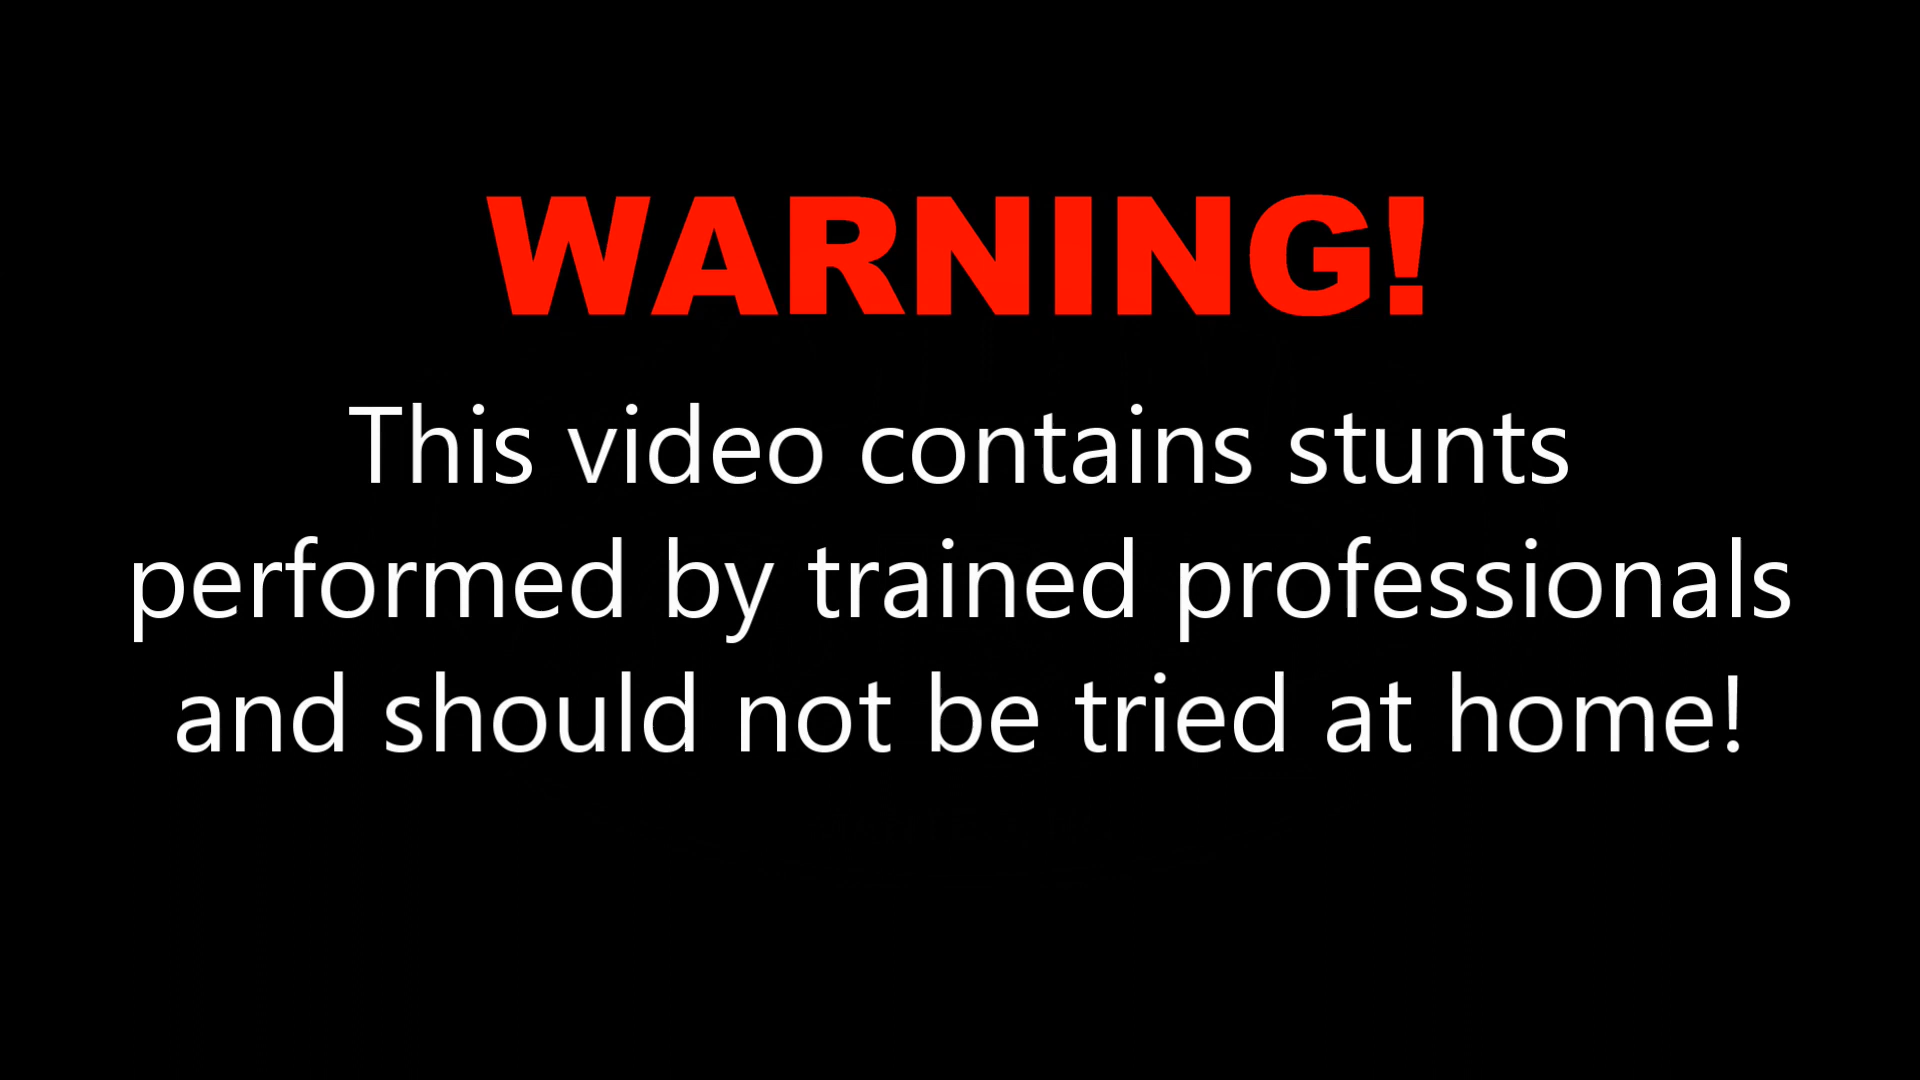 WARNING!
This video contains stunts
performed by trained professionals
and should not be tried at home!